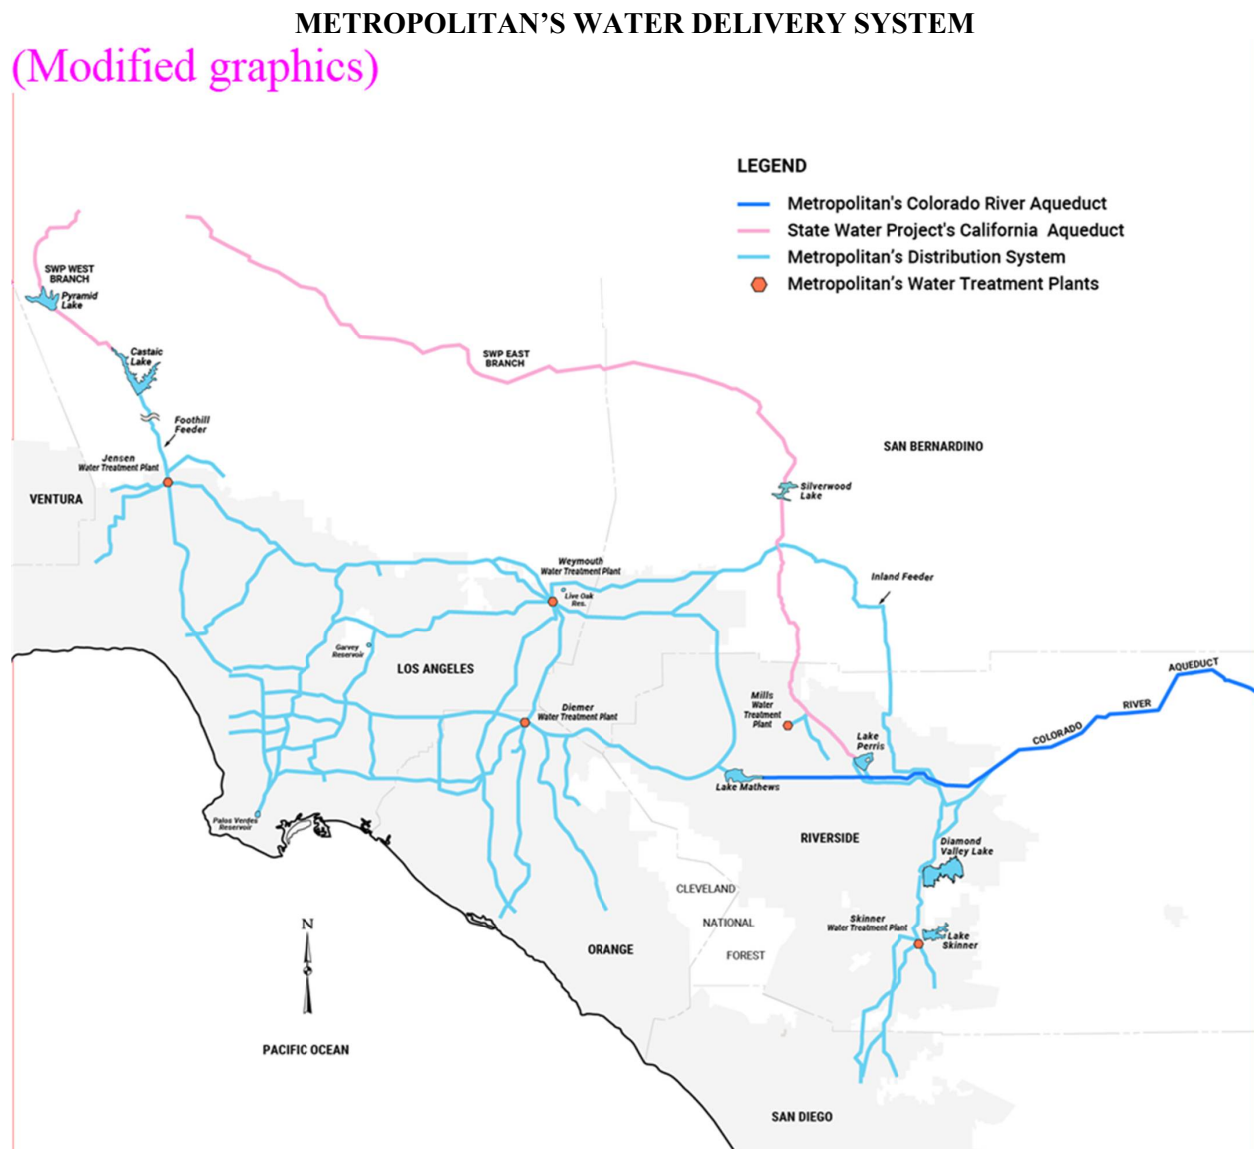 METROPOLITAN'S WATER DELIVERY SYSTEM
(Modified graphics)
LEGEND
Metropolitan's Colorado River Aqueduct
State Water Project's California Aqueduct
Metropolitan's Distribution System
Metropolitan's Water Treatment Plants
SWP WEST
BRANCH
Pyramid
Lake
Castaic
Lake
SWP EAST
BRANCH
Foothill
Feeder
SAN BERNARDINO
Jensen
Water Treatment Plant
Silverwood
Lake
VENTURA
Weymouth
Water Treatment Plant
Inland Feeder
Live Oak
Res.
Garvey
Reservoir
LOS ANGELES
AQUEDUCT
RIVER
COLORADO
Mills
Water
Treatment
Plant
Diemer
Water Treatment Plant
Lake
Perris
Lake Mathews
Palos Verdes
Reservoir
RIVERSIDE
Diamond
Valley Lake
CLEVELAND
NATIONAL
FOREST
Skinner
Water Treatment Plant
Lake
Skinner
N
ORANGE
PACIFIC OCEAN
SAN DIEGO